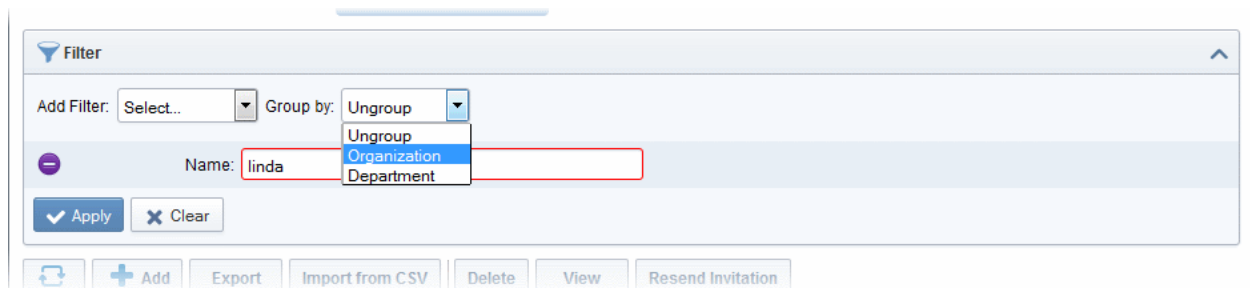 Filter
Add Filter: Select... Group by: Ungroup
Ungroup
Name: linda Organization
Department
Apply Clear
Add Export Import from CSV Delete View Resend Invitation